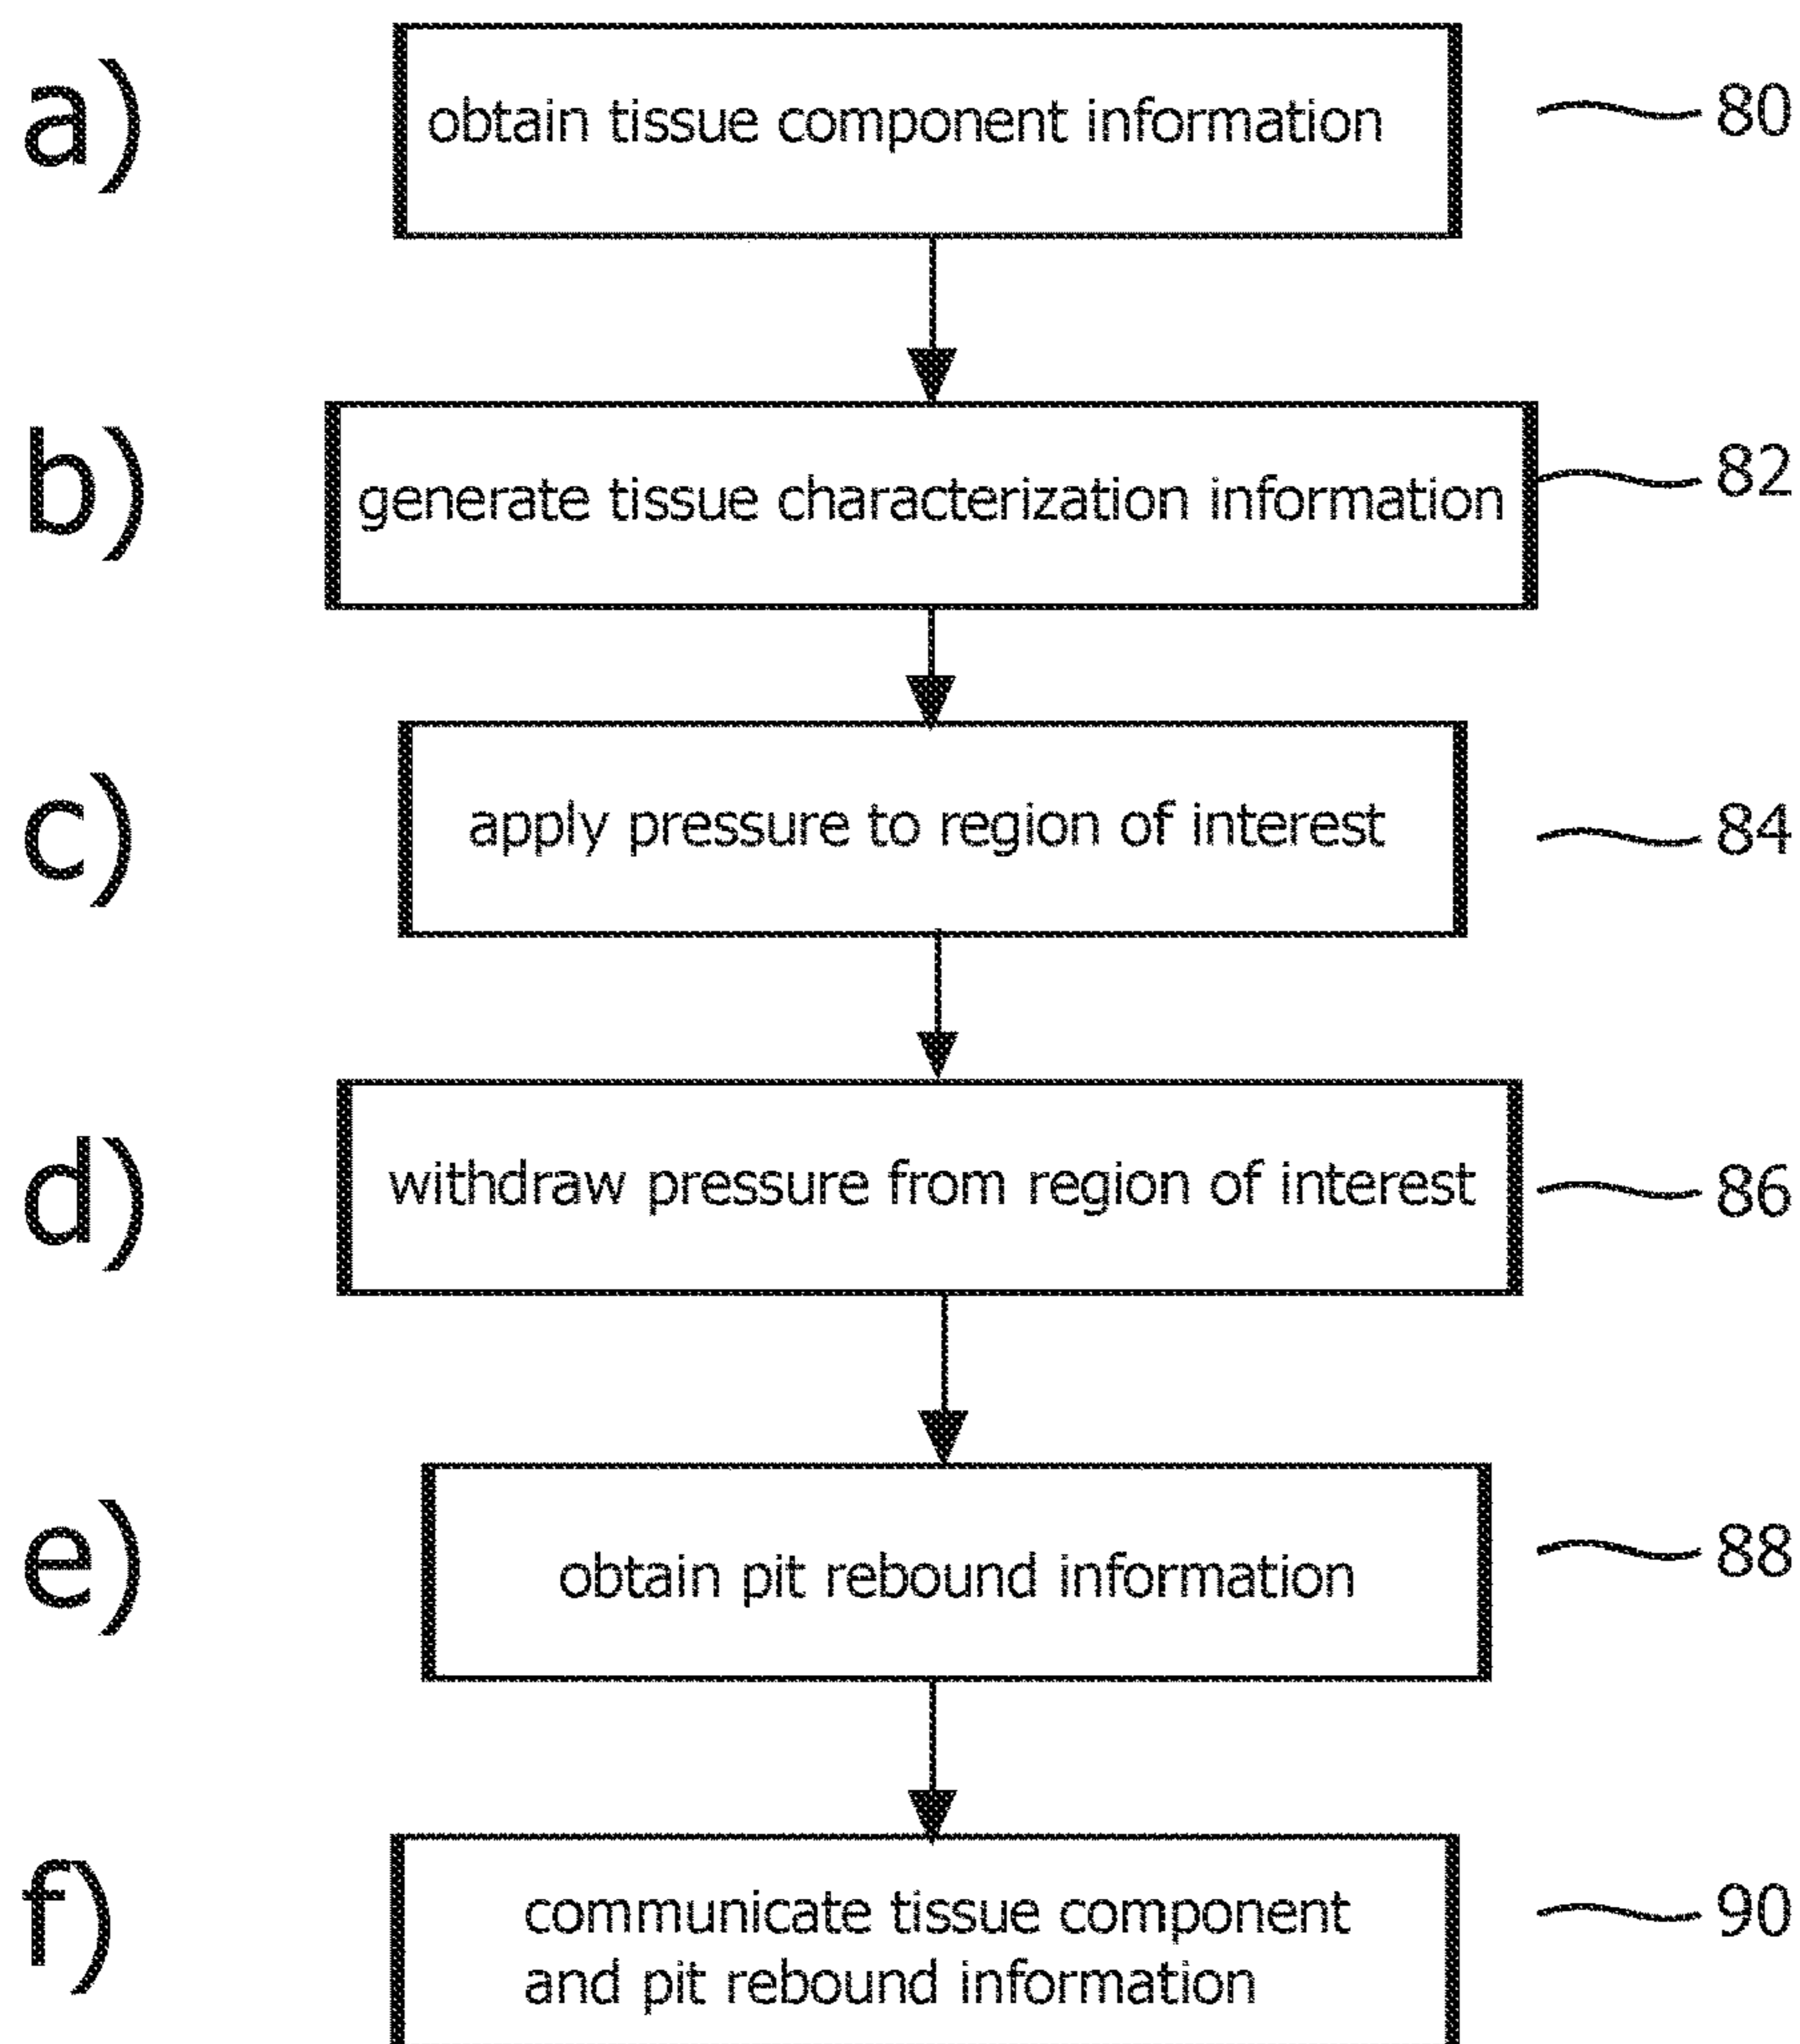 a)
obtain tissue component information
80
b)
generate tissue characterization information
82
c)
apply pressure to region of interest
84
d)
withdraw pressure from region of interest
86
e)
obtain pit rebound information
88
f)
communicate tissue component
and pit rebound information
90